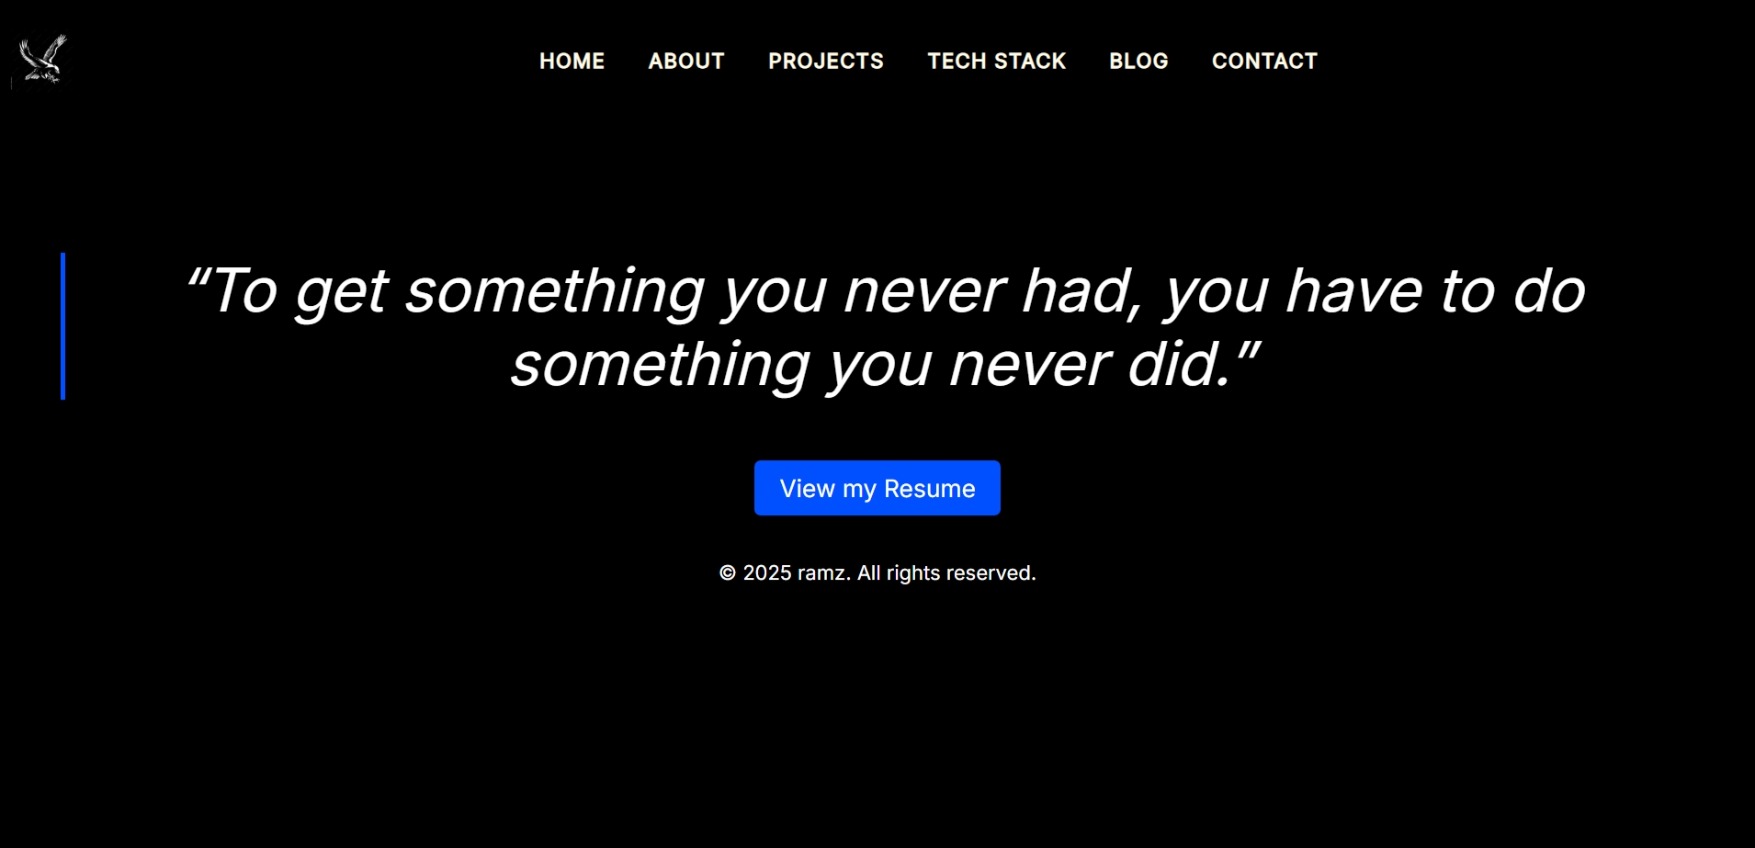 HOME ABOUT PROJECTS TECH STACK BLOG CONTACT
“To get something you never had, you have to do
something you never did.”
View my Resume
© 2025 ramz. All rights reserved.